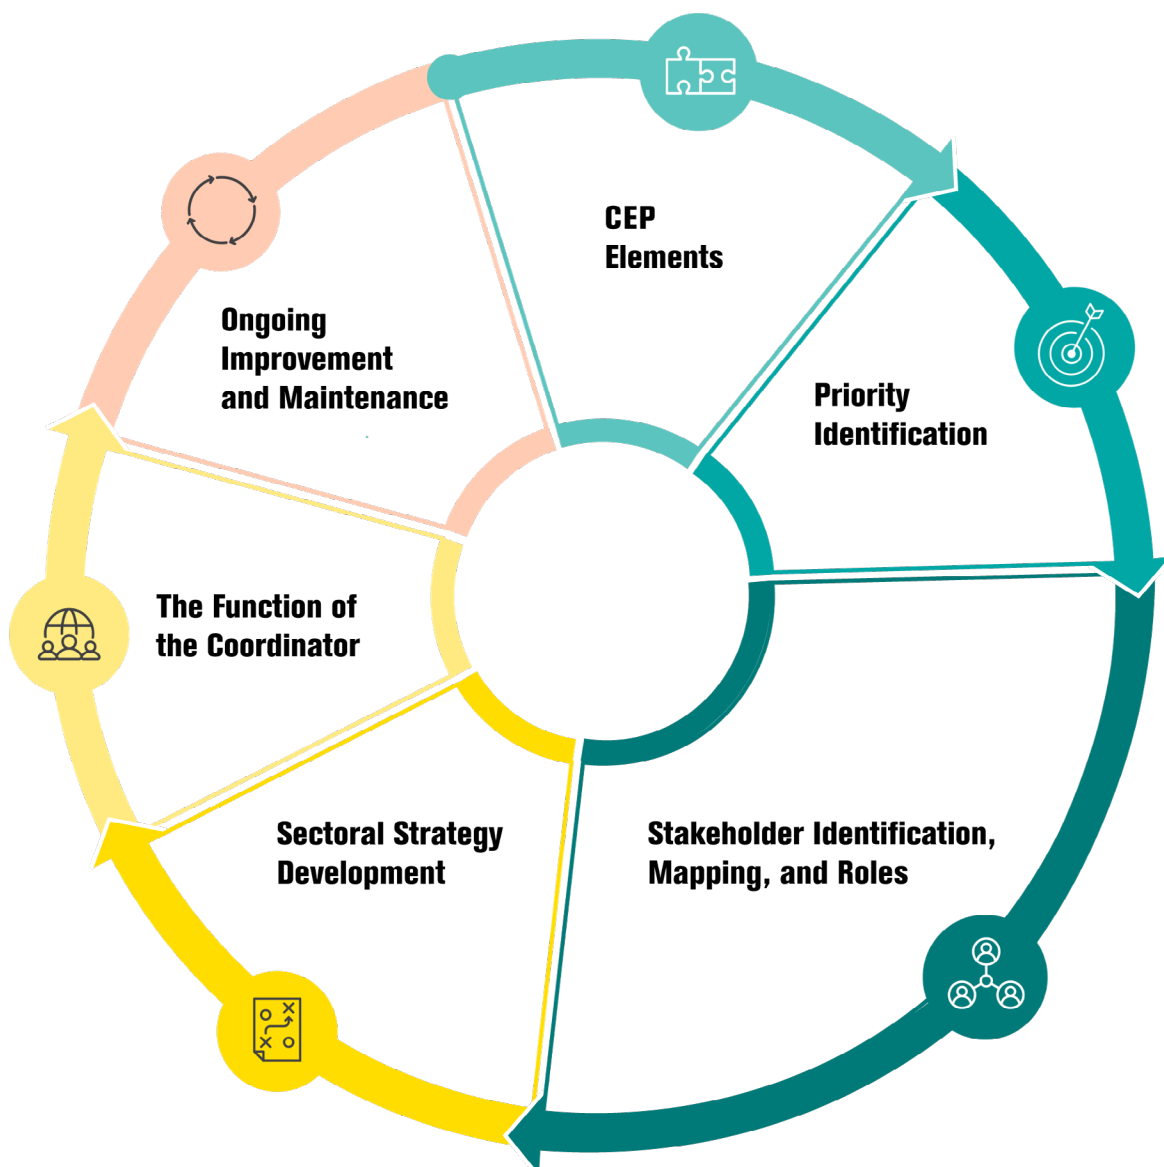 CEP
Elements
Priority
Identification
Stakeholder Identification,
Mapping, and Roles
Sectoral Strategy
Development
The Function of
the Coordinator
Ongoing
Improvement
and Maintenance